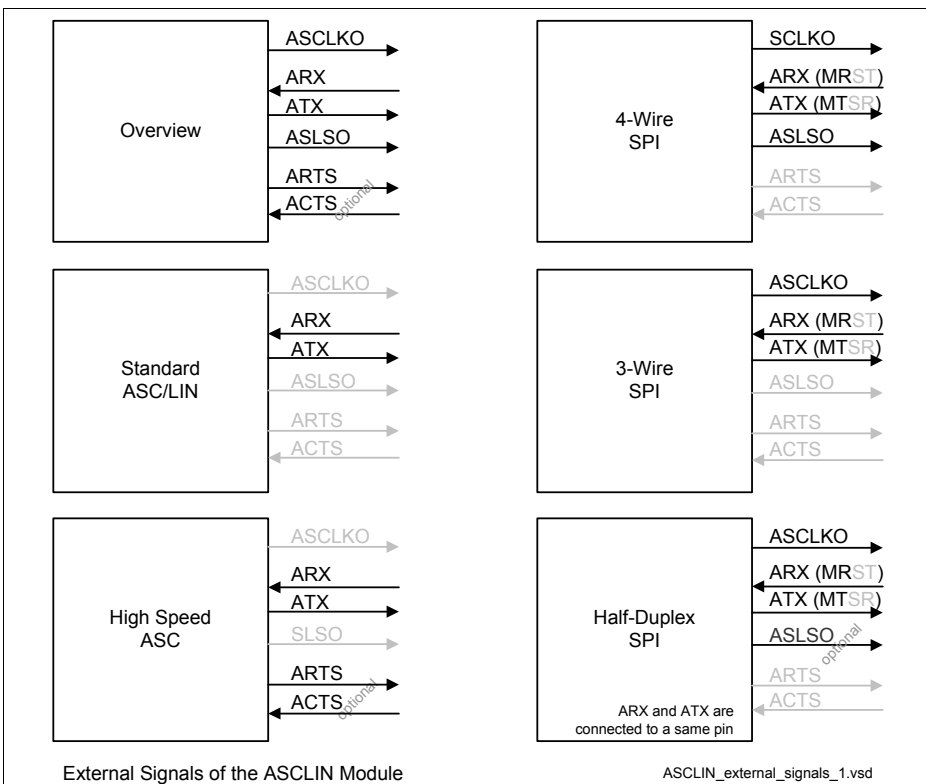 Overview
ASCLKO
ARX
ATX
ASLSO
ARTS
ACTS
optional
4-Wire
SPI
SCLKO
ARX (MRST)
ATX (MTSR)
ASLSO
ARTS
ACTS
Standard
ASC/LIN
ASCLKO
ARX
ATX
ASLSO
ARTS
ACTS
3-Wire
SPI
ASCLKO
ARX (MRST)
ATX (MTSR)
ASLSO
ARTS
ACTS
High Speed
ASC
ASCLKO
ARX
ATX
SLSO
ARTS
ACTS
optional
Half-Duplex
SPI
ARX and ATX are
connected to a same pin
ASCLKO
ARX (MRST)
ATX (MTSR)
ASLSO
optional
ARTS
ACTS
External Signals of the ASCLIN Module
ASCLIN_external_signals_1.vsd